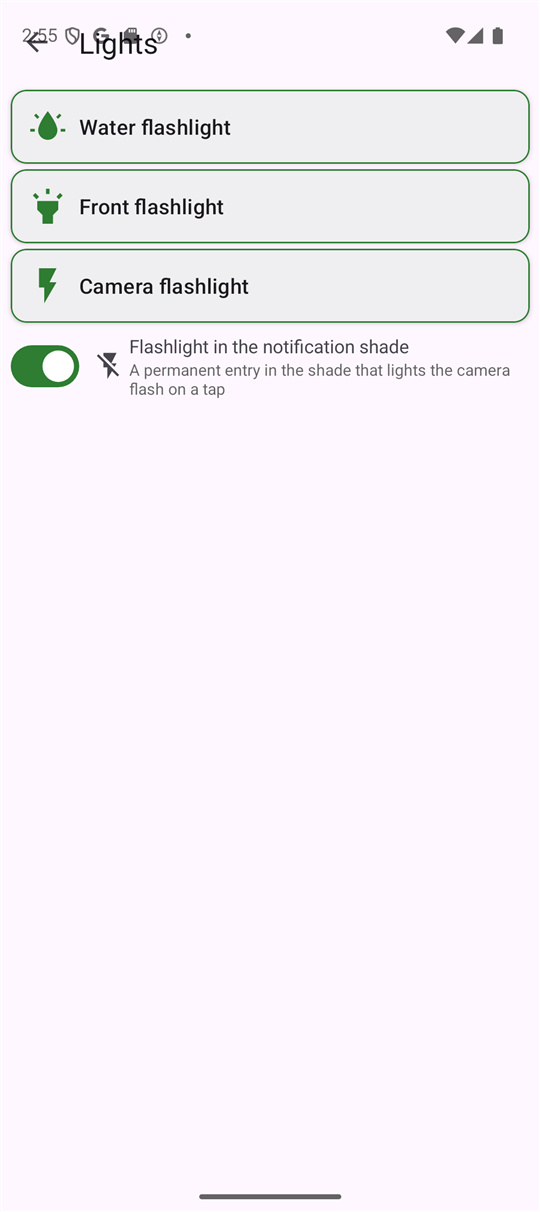 2:55
Lights
Water flashlight
Front flashlight
Camera flashlight
Flashlight in the notification shade
A permanent entry in the shade that lights the camera
flash on a tap